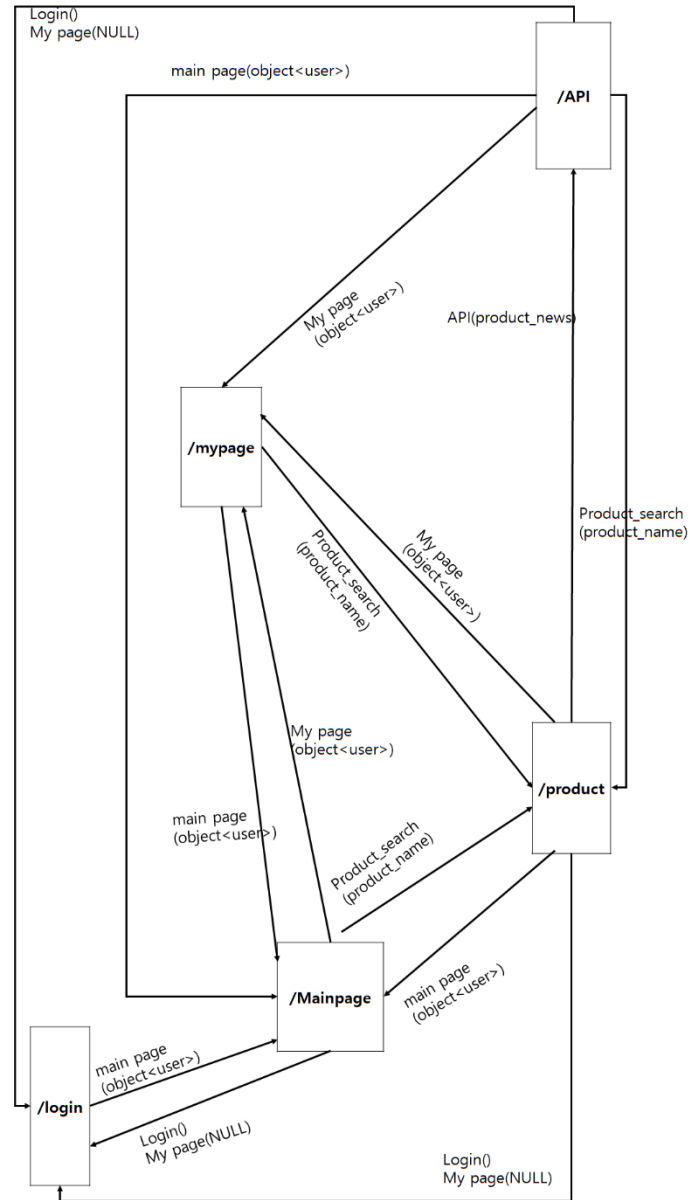 Login()
My page(NULL)
main page(object<user>)
/API
My page
(object<user>)
API(product_news)
/mypage
Product_search
(product_name)
Product_search
(product_name)
My page
(object<user>)
My page
(object<user>)
/product
main page
(object<user>)
Product_search
(product_name)
/Mainpage
main page
(object<user>)
main page
(object<user>)
/login
Login()
My page(NULL)
Login()
My page(NULL)